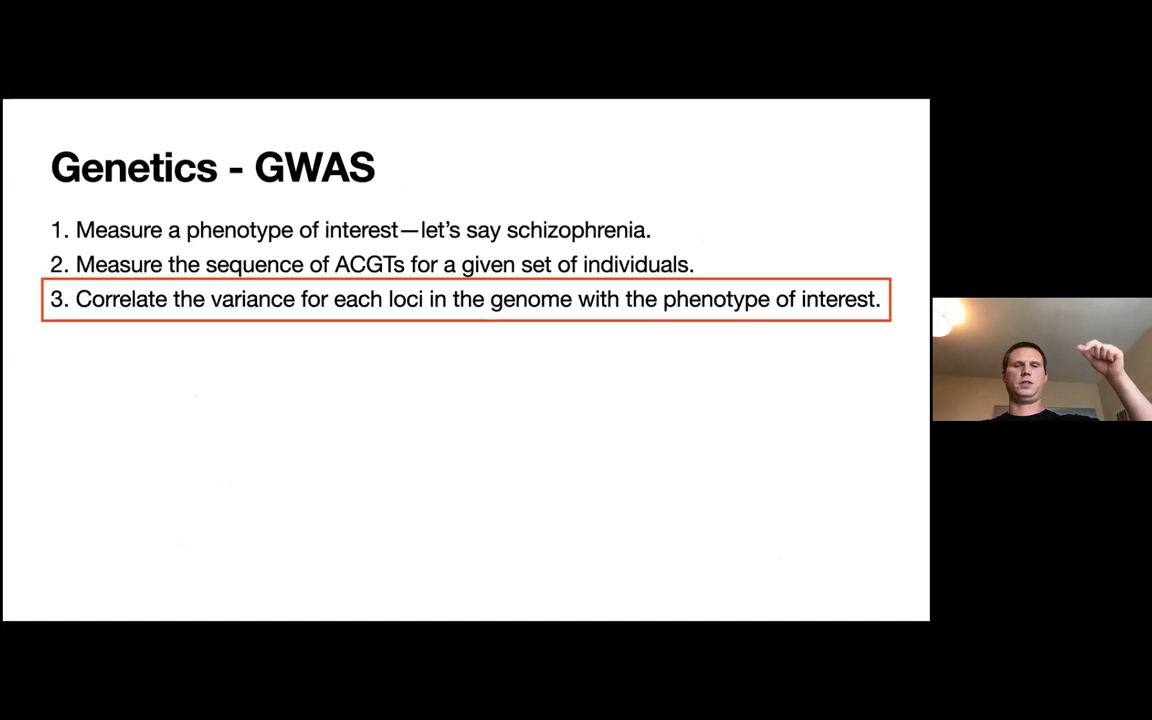 Genetics - GWAS
1. Measure a phenotype of interest—let’s say schizophrenia.
2. Measure the sequence of ACGTs for a given set of individuals.
3. Correlate the variance for each loci in the genome with the phenotype of interest.